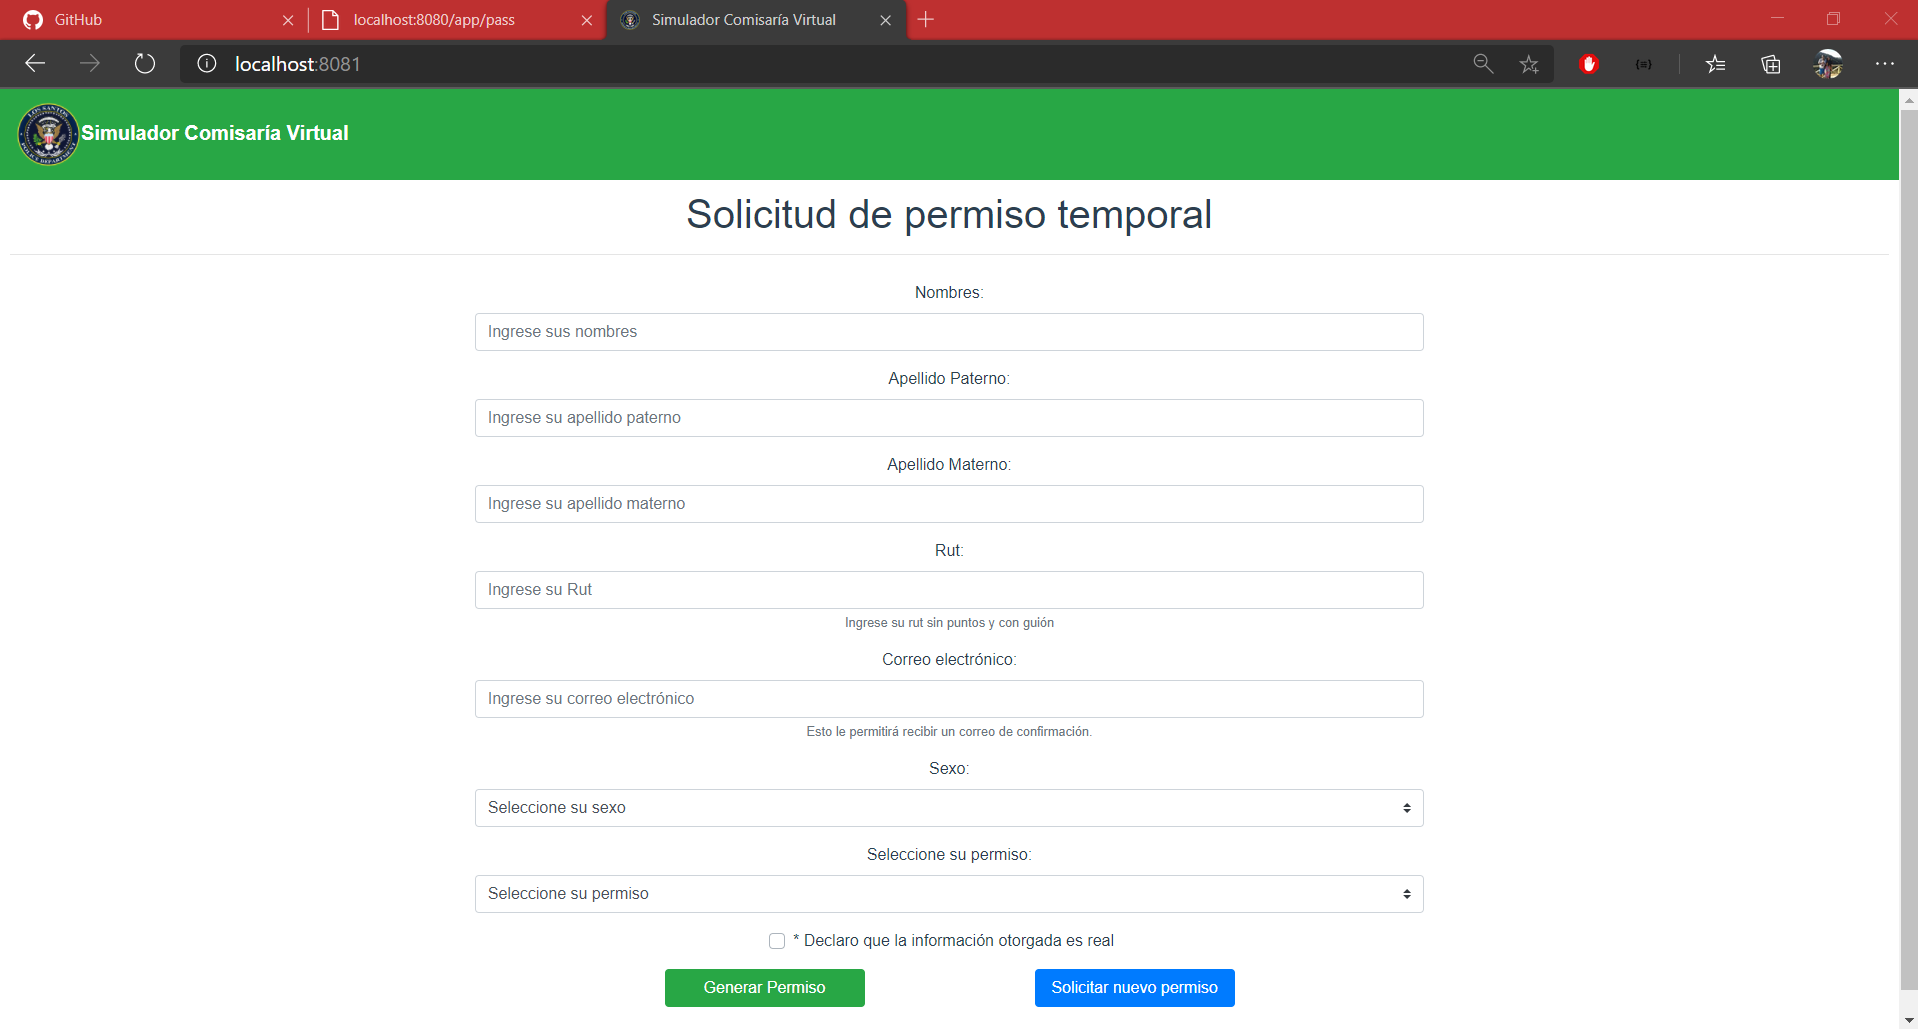 GitHub
localhost:8080/app/pass
Simulador Comisaría Virtual
localhost:8081
LOS SANTOS
POLICE DEPARTMENT
Simulador Comisaría Virtual
Solicitud de permiso temporal
Nombres:
Ingrese sus nombres
Apellido Paterno:
Ingrese su apellido paterno
Apellido Materno:
Ingrese su apellido materno
Rut:
Ingrese su Rut
Ingrese su rut sin puntos y con guión
Correo electrónico:
Ingrese su correo electrónico
Esto le permitirá recibir un correo de confirmación.
Sexo:
Seleccione su sexo
Seleccione su permiso:
Seleccione su permiso
* Declaro que la información otorgada es real
Generar Permiso
Solicitar nuevo permiso